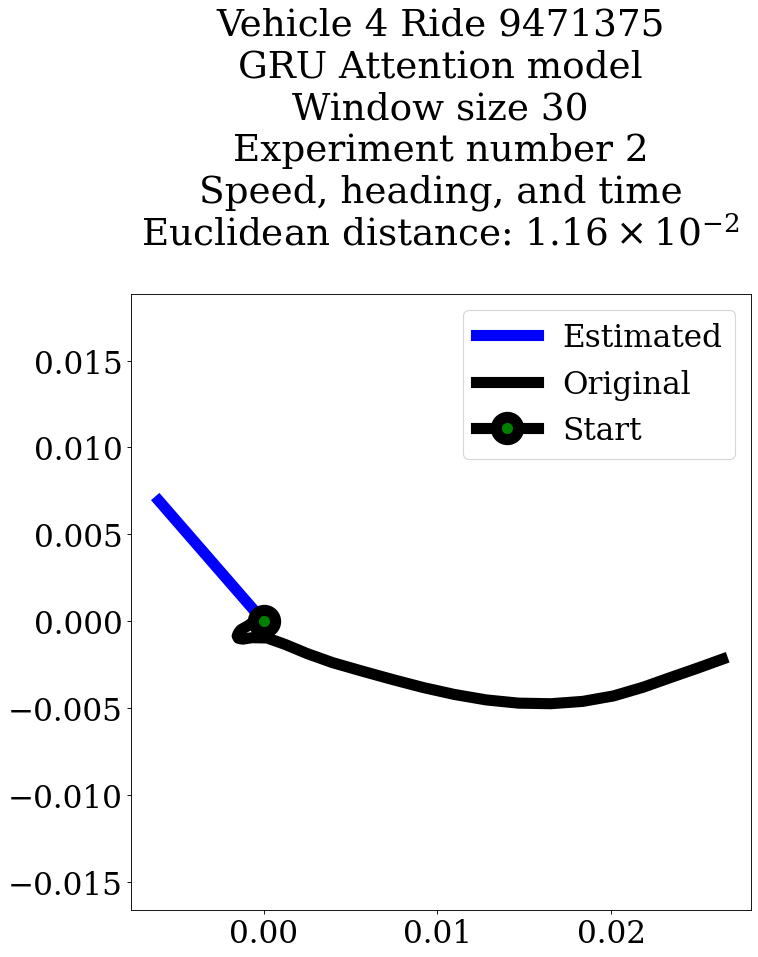 Vehicle 4 Ride 9471375
GRU Attention model
Window size 30
Experiment number 2
Speed, heading, and time
Euclidean distance: 1.16 × 10⁻²
Estimated
Original
Start
0.015
0.010
0.005
0.000
−0.005
−0.010
−0.015
0.00 0.01 0.02